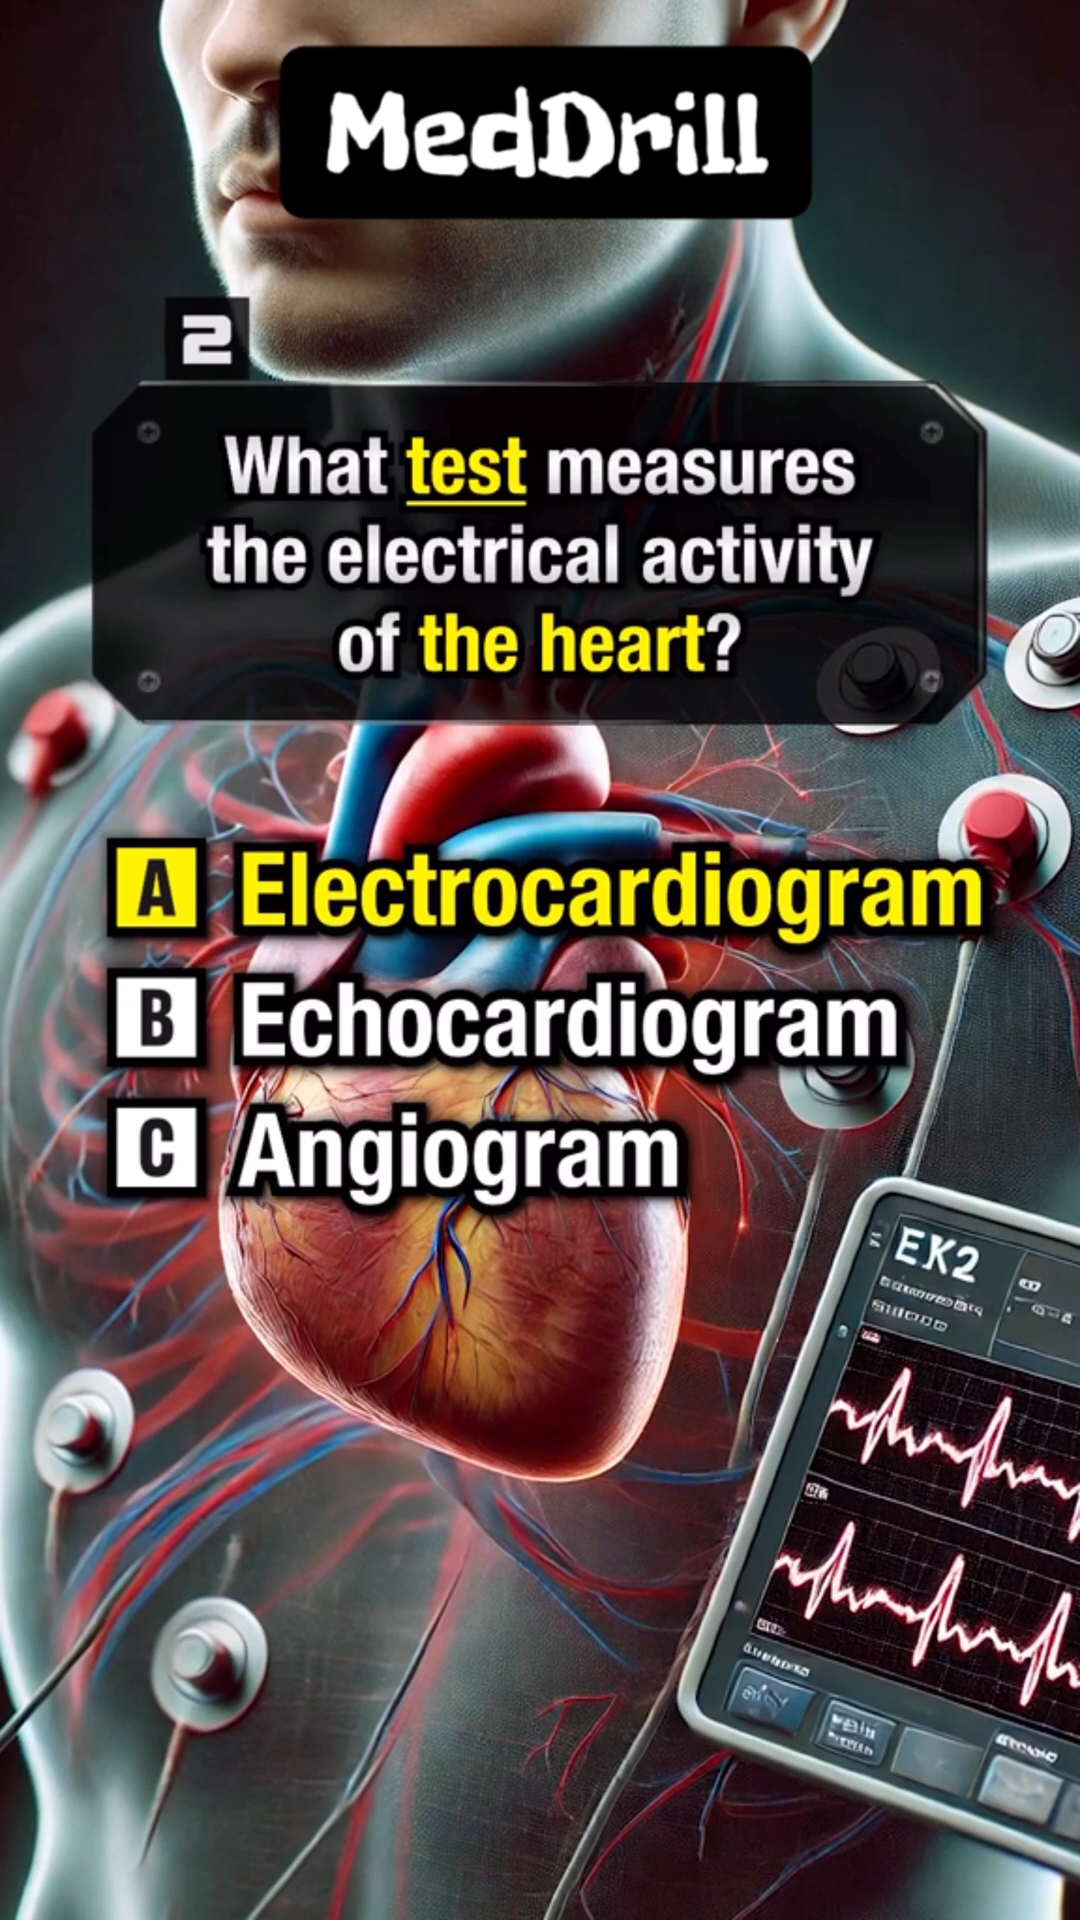 MedDrill
2
What test measures
the electrical activity
of the heart?
A Electrocardiogram
B Echocardiogram
C Angiogram
EK2